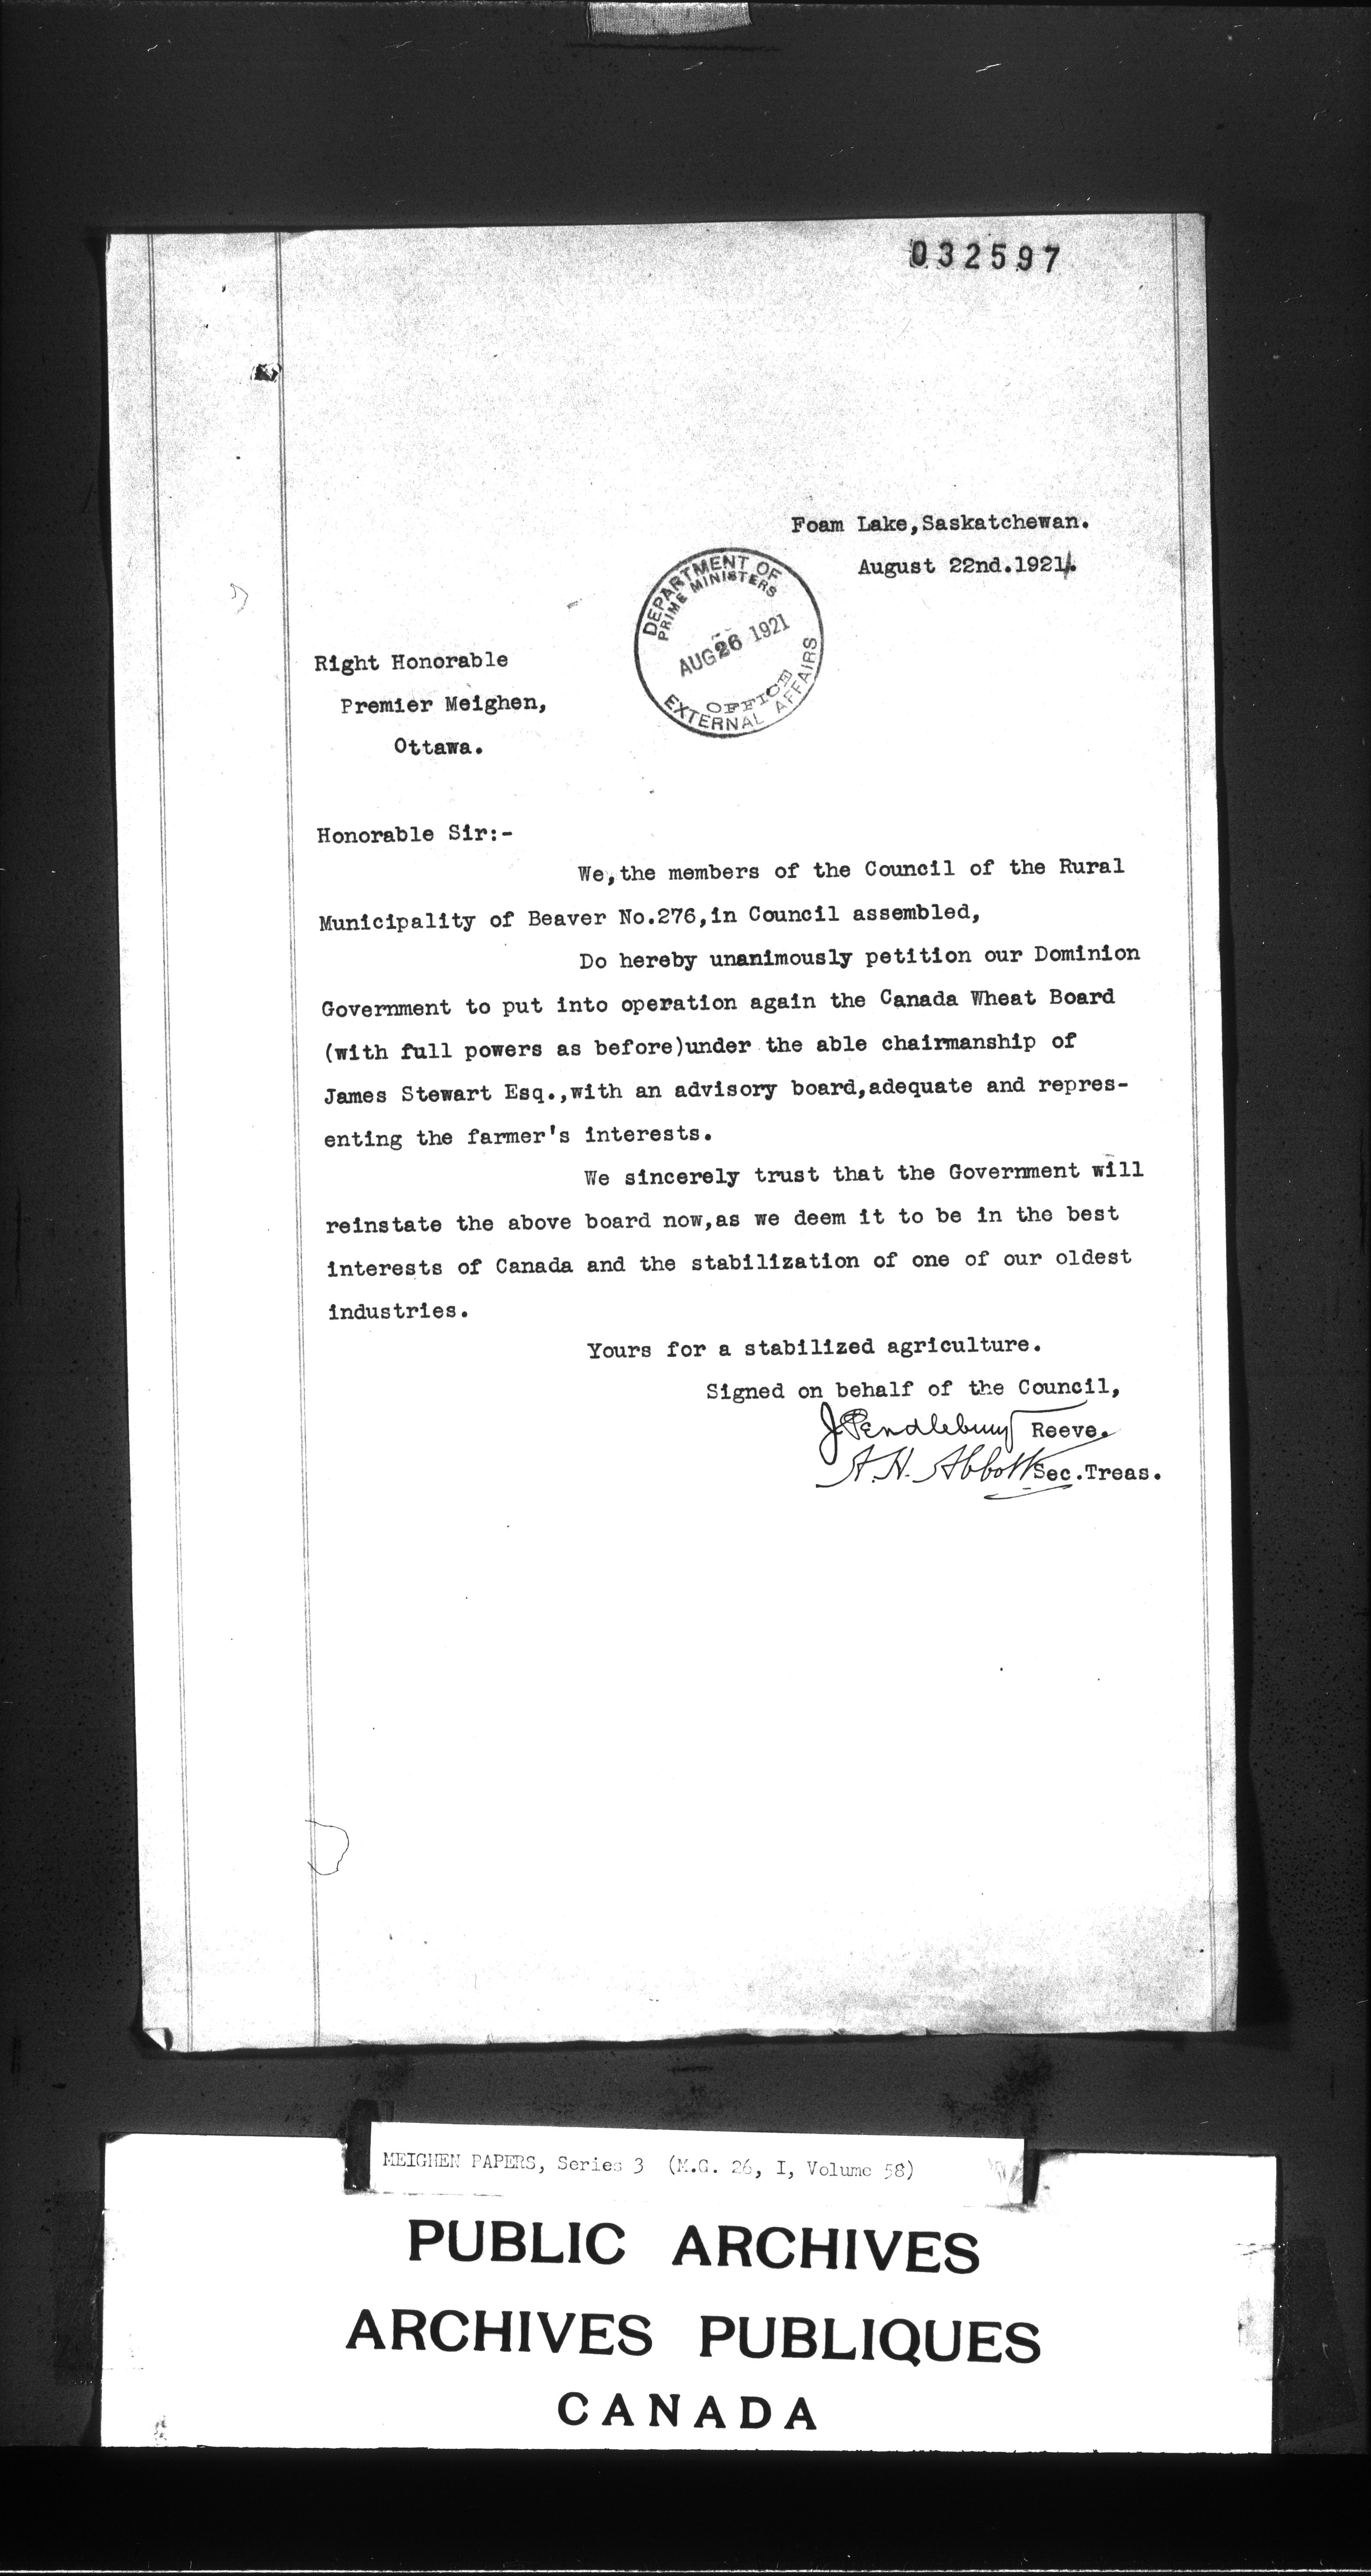 032597
Foam Lake,Saskatchewan.
August 22nd.1921.
DEPARTMENT OF
PRIME MINISTERS
AUG 26 1921
OFFICE
EXTERNAL AFFAIRS
Right Honorable
Premier Meighen,
Ottawa.
Honorable Sir:-
We,the members of the Council of the Rural
Municipality of Beaver No.276,in Council assembled,
Do hereby unanimously petition our Dominion
Government to put into operation again the Canada Wheat Board
(with full powers as before)under the able chairmanship of
James Stewart Esq.,with an advisory board,adequate and repres-
enting the farmer's interests.
We sincerely trust that the Government will
reinstate the above board now,as we deem it to be in the best
interests of Canada and the stabilization of one of our oldest
industries.
Yours for a stabilized agriculture.
Signed on behalf of the Council,
J Pendlebury Reeve.
A.H. Abbott Sec.Treas.
MEIGHEN PAPERS, Series 3 (M.G. 26, I, Volume 58)
PUBLIC ARCHIVES
ARCHIVES PUBLIQUES
CANADA